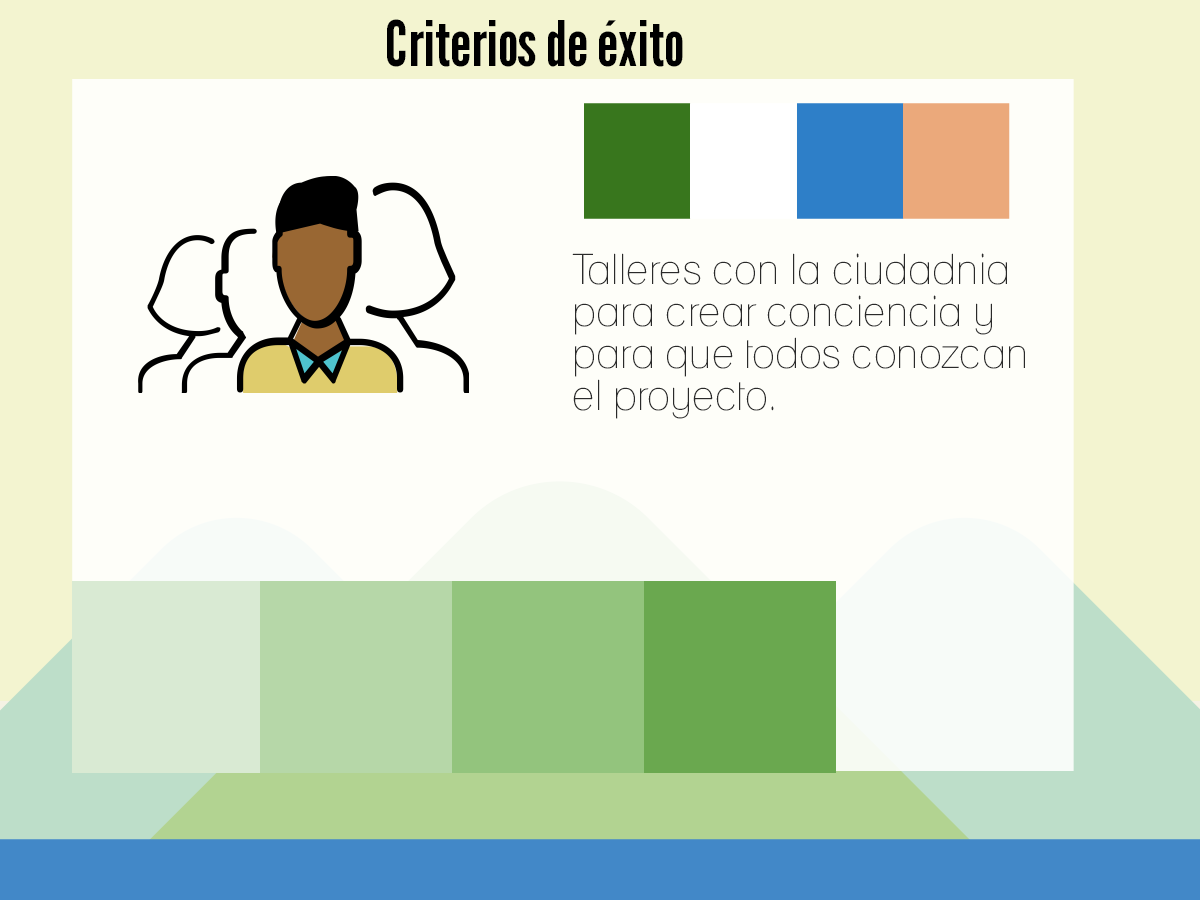 Criterios de éxito
Talleres con la ciudadnia
para crear conciencia y
para que todos conozcan
el proyecto.